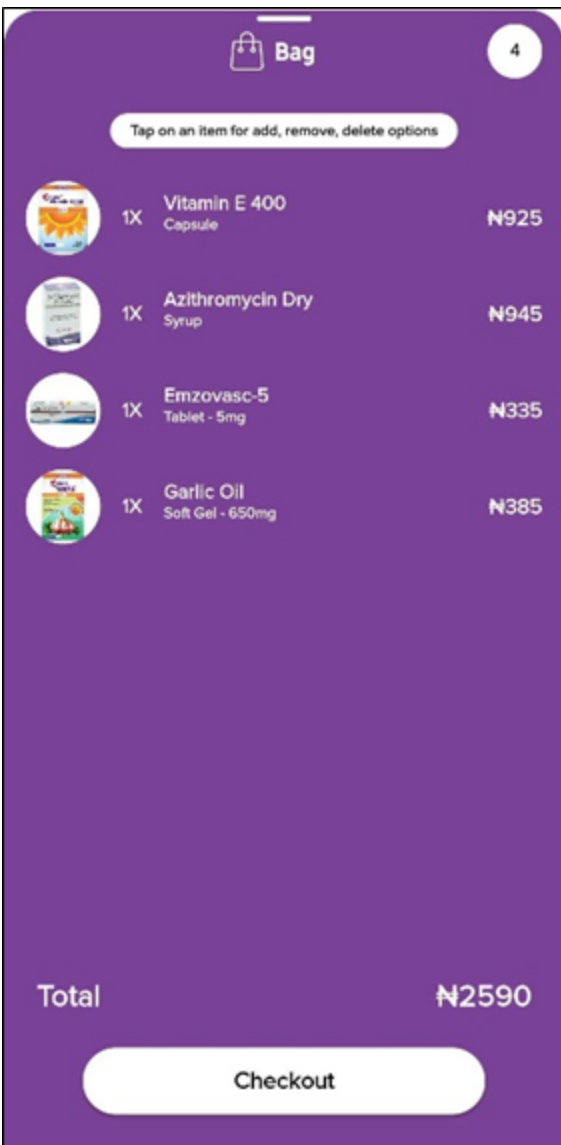 Bag
4
Tap on an item for add, remove, delete options
1X Vitamin E 400 ₦925
Capsule
1X Azithromycin Dry ₦945
Syrup
1X Emzovasc-5 ₦335
Tablet - 5mg
1X Garlic Oil ₦385
Soft Gel - 650mg
Total ₦2590
Checkout